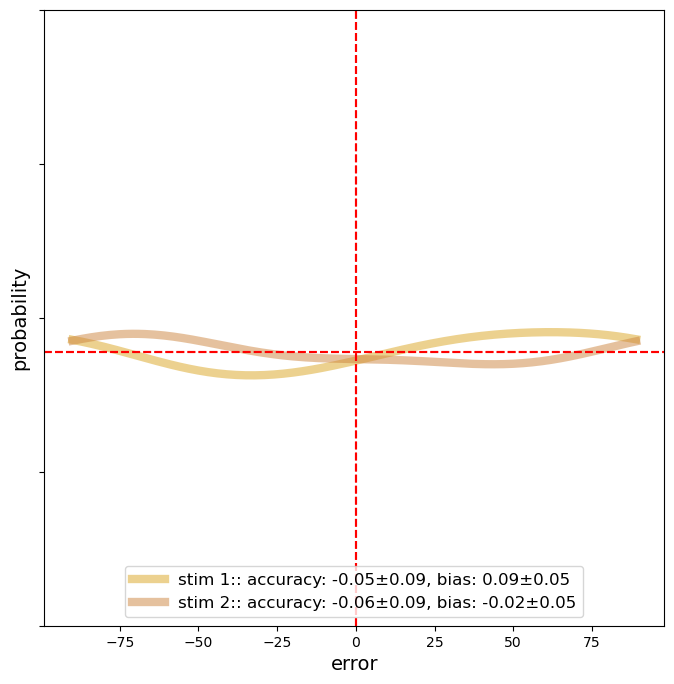 probability
stim 1:: accuracy: -0.05±0.09, bias: 0.09±0.05
stim 2:: accuracy: -0.06±0.09, bias: -0.02±0.05
−75 −50 −25 0 25 50 75
error